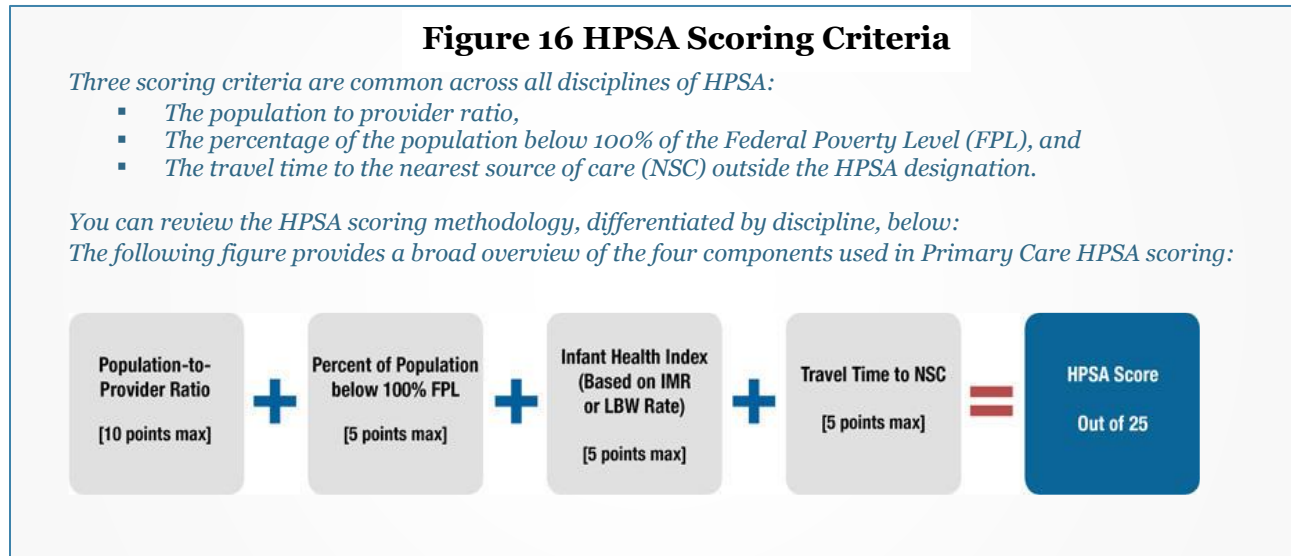 Figure 16 HPSA Scoring Criteria
Three scoring criteria are common across all disciplines of HPSA:
▪ The population to provider ratio,
▪ The percentage of the population below 100% of the Federal Poverty Level (FPL), and
▪ The travel time to the nearest source of care (NSC) outside the HPSA designation.
You can review the HPSA scoring methodology, differentiated by discipline, below:
The following figure provides a broad overview of the four components used in Primary Care HPSA scoring:
Population-to-
Provider Ratio
[10 points max]
+
Percent of Population
below 100% FPL
[5 points max]
+
Infant Health Index
(Based on IMR
or LBW Rate)
[5 points max]
+
Travel Time to NSC
[5 points max]
=
HPSA Score
Out of 25